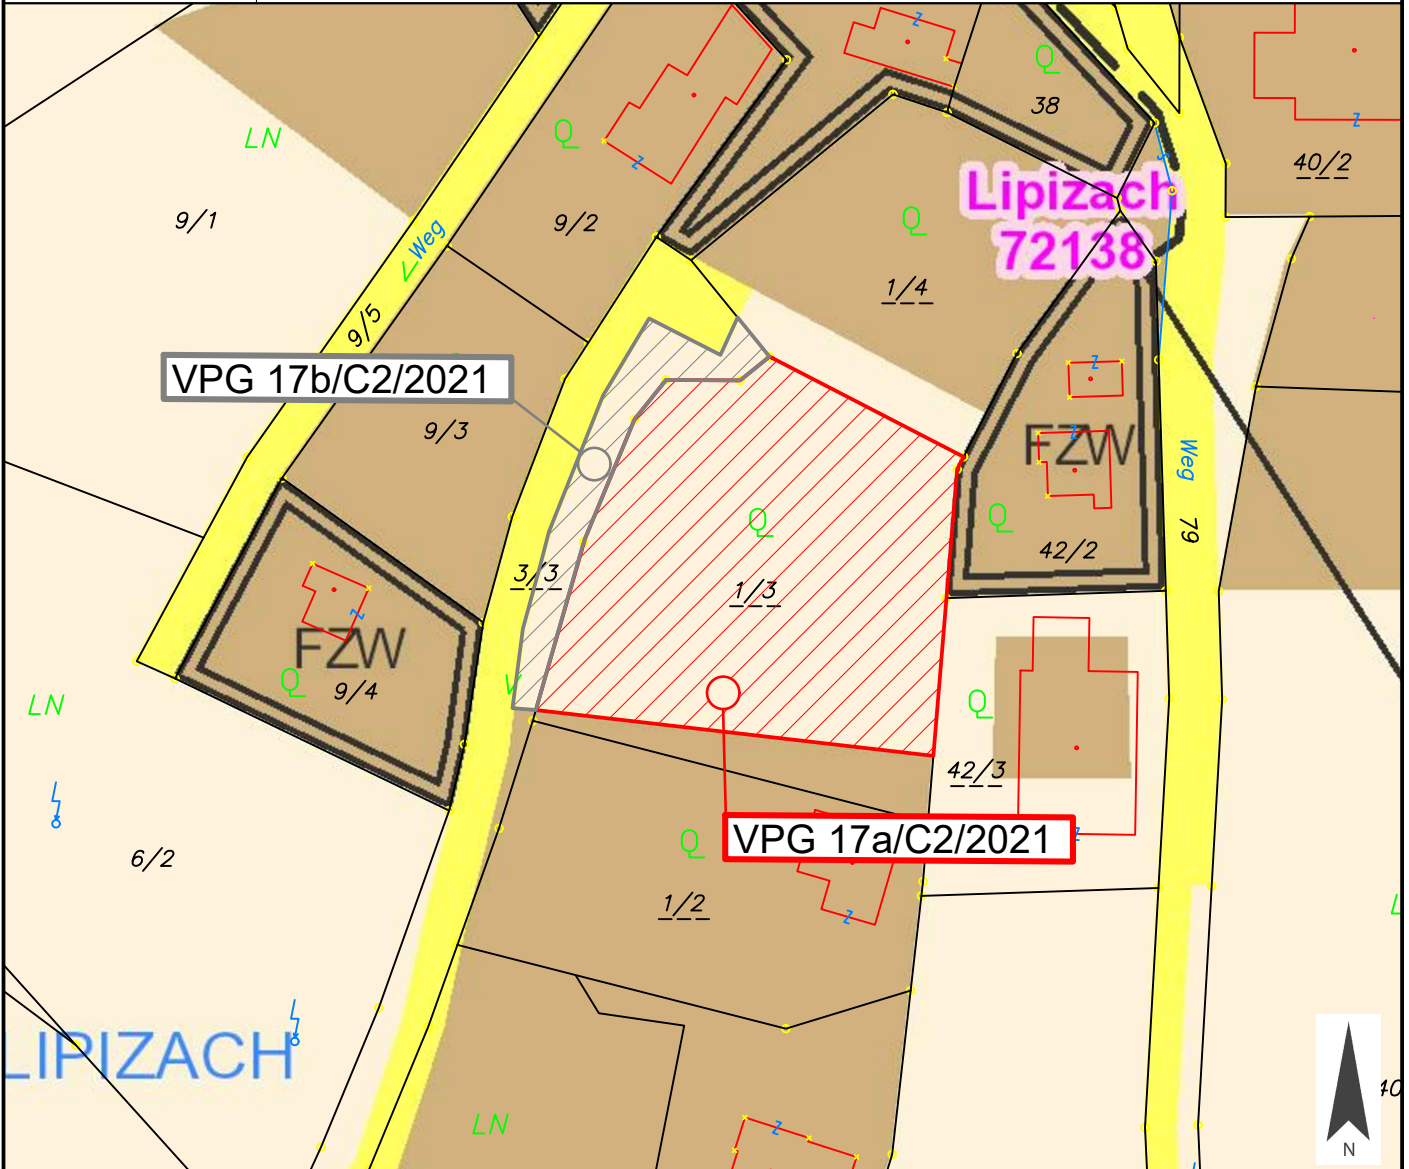 Q
38
40/2
LN
Q
9/1
9/2
Q
Lipizach
72138
Weg
9/5
1/4
VPG 17b/C2/2021
9/3
FZW
Weg
Q
Q
79
42/2
3/3
1/3
FZW
Q
9/4
LN
Q
42/3
VPG 17a/C2/2021
Q
6/2
1/2
LIPIZACH
LN
40
N